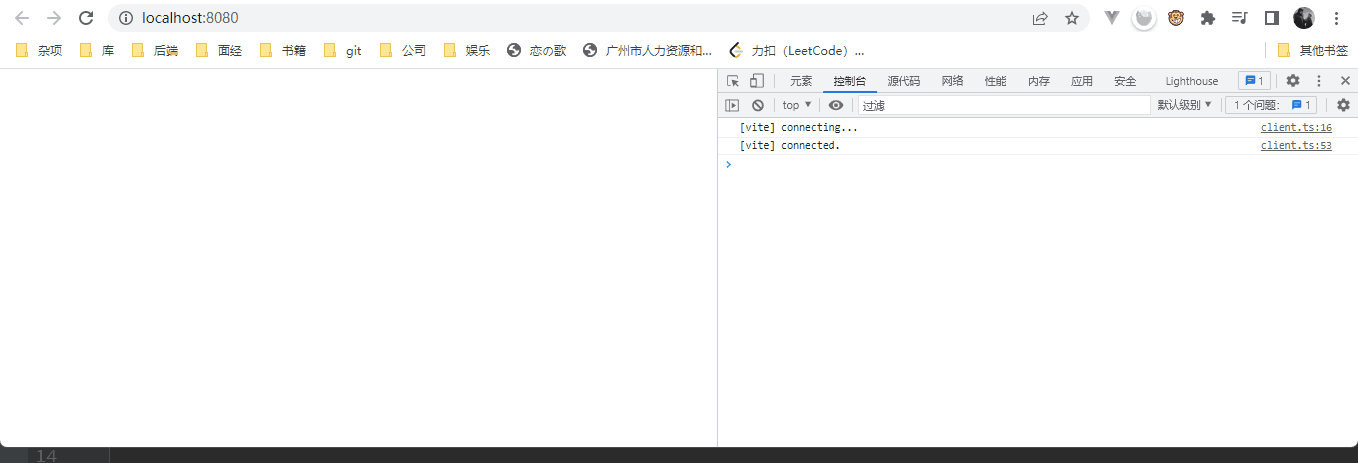 localhost:8080
杂项 库 后端 面经 书籍 git 公司 娱乐 恋の歌 广州市人力资源和... 力扣（LeetCode）... 其他书签
元素 控制台 源代码 网络 性能 内存 应用 安全 Lighthouse 1
top ▼ 过滤 默认级别 ▼ 1 个问题： 1
[vite] connecting... client.ts:16
[vite] connected. client.ts:53
14